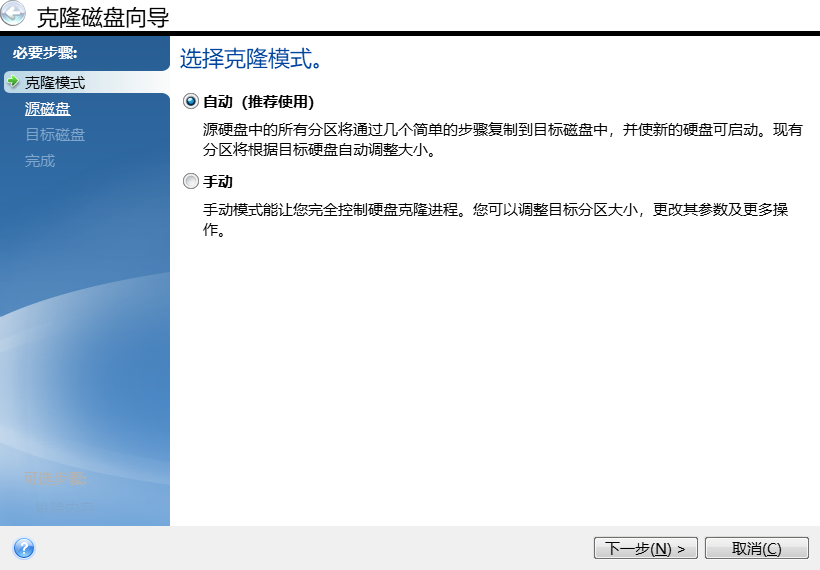 克隆磁盘向导
必要步骤:
克隆模式
源磁盘
目标磁盘
完成
选择克隆模式。
自动（推荐使用)
源硬盘中的所有分区将通过几个简单的步骤复制到目标磁盘中，并使新的硬盘可启动。现有
分区将根据目标硬盘自动调整大小。
手动
手动模式能让您完全控制硬盘克隆进程。您可以调整目标分区大小，更改其参数及更多操
作。
下一步(N) >
取消(C)